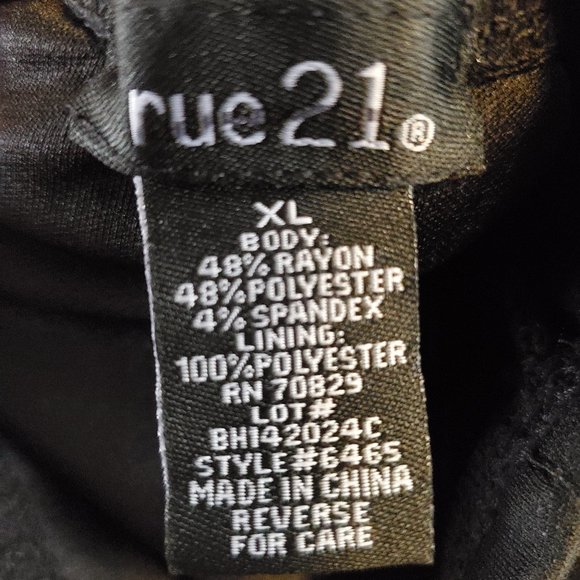 rue21®
XL
BODY:
48% RAYON
48% POLYESTER
4% SPANDEX
LINING:
100% POLYESTER
RN 70829
LOT#
BHI42024C
STYLE#6465
MADE IN CHINA
REVERSE
FOR CARE